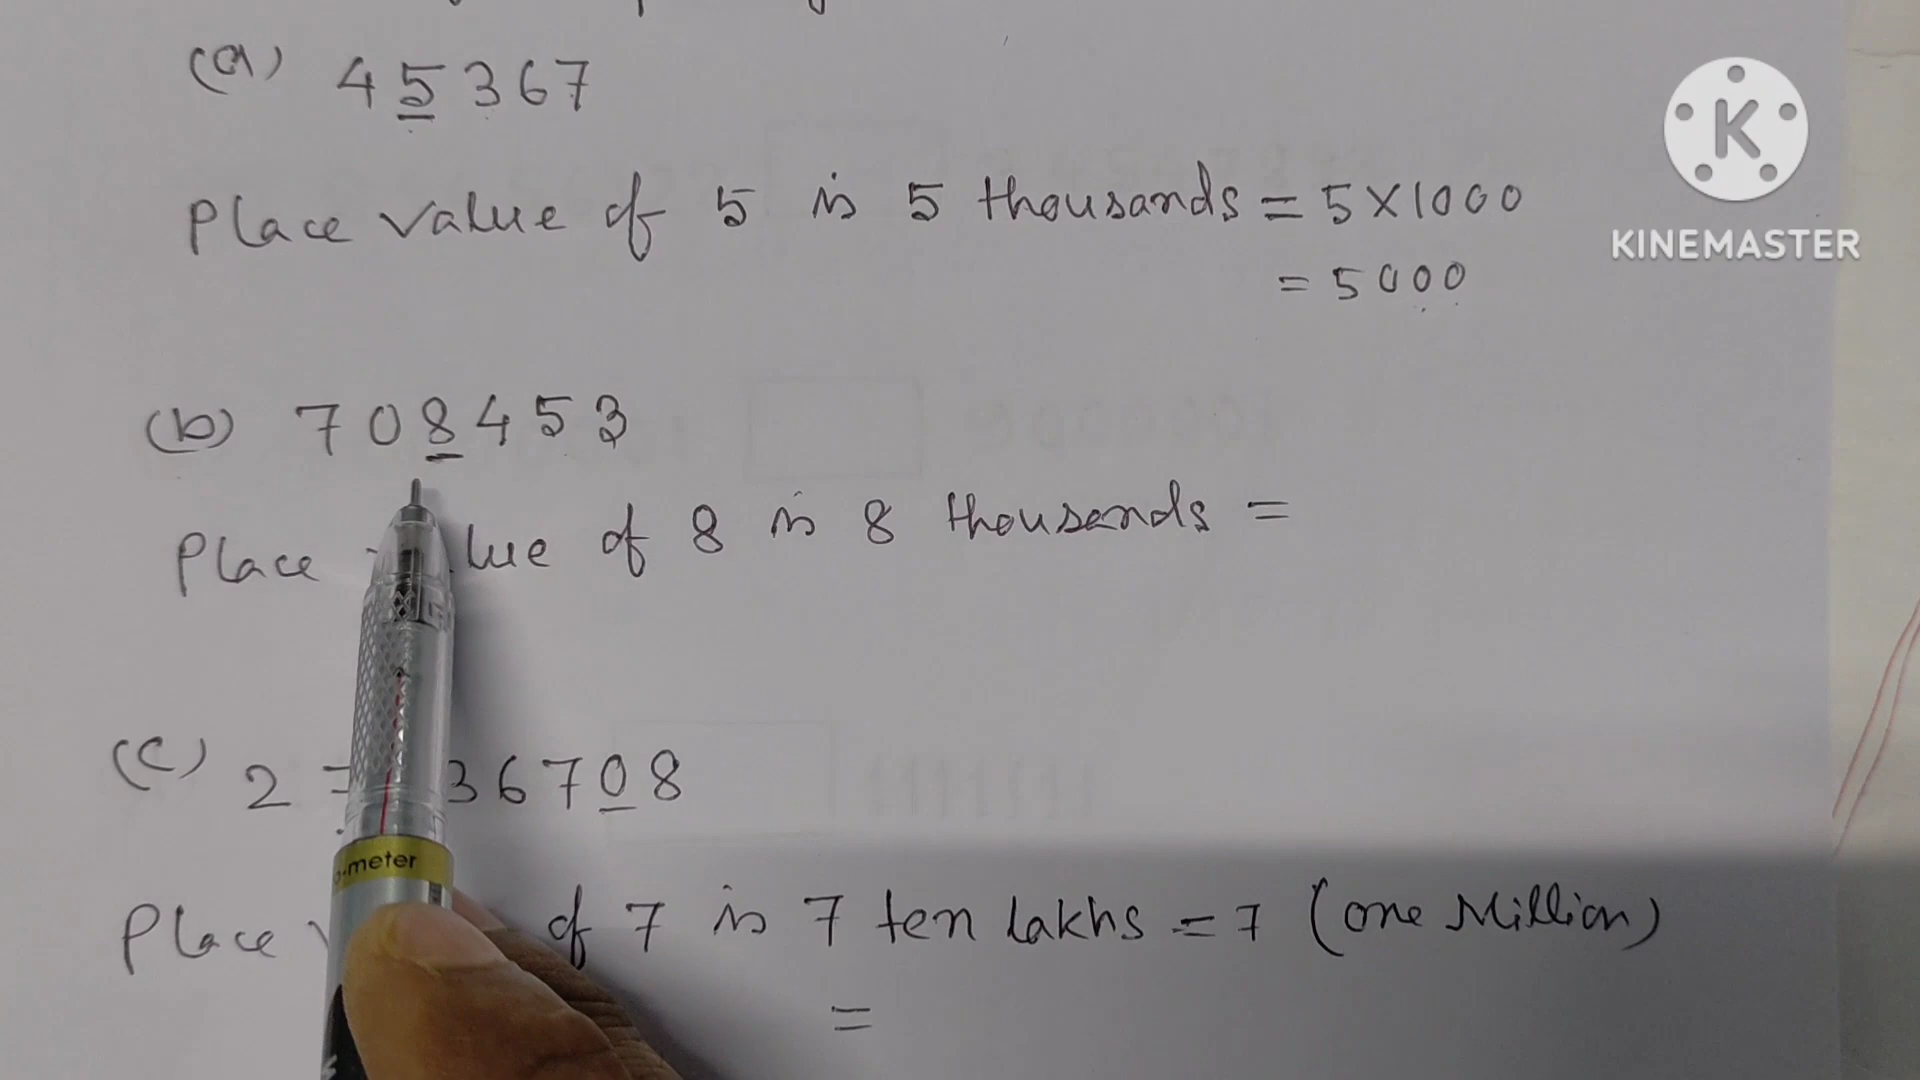 (a) 45367
K
Place value of 5 is 5 thousands = 5×1000
KINEMASTER
= 5000
(b) 708453
Place of 8 is 8 thousands =
(c) 2 36708
-meter
Place of 7 is 7 ten lakhs = 7 (one Million)
=